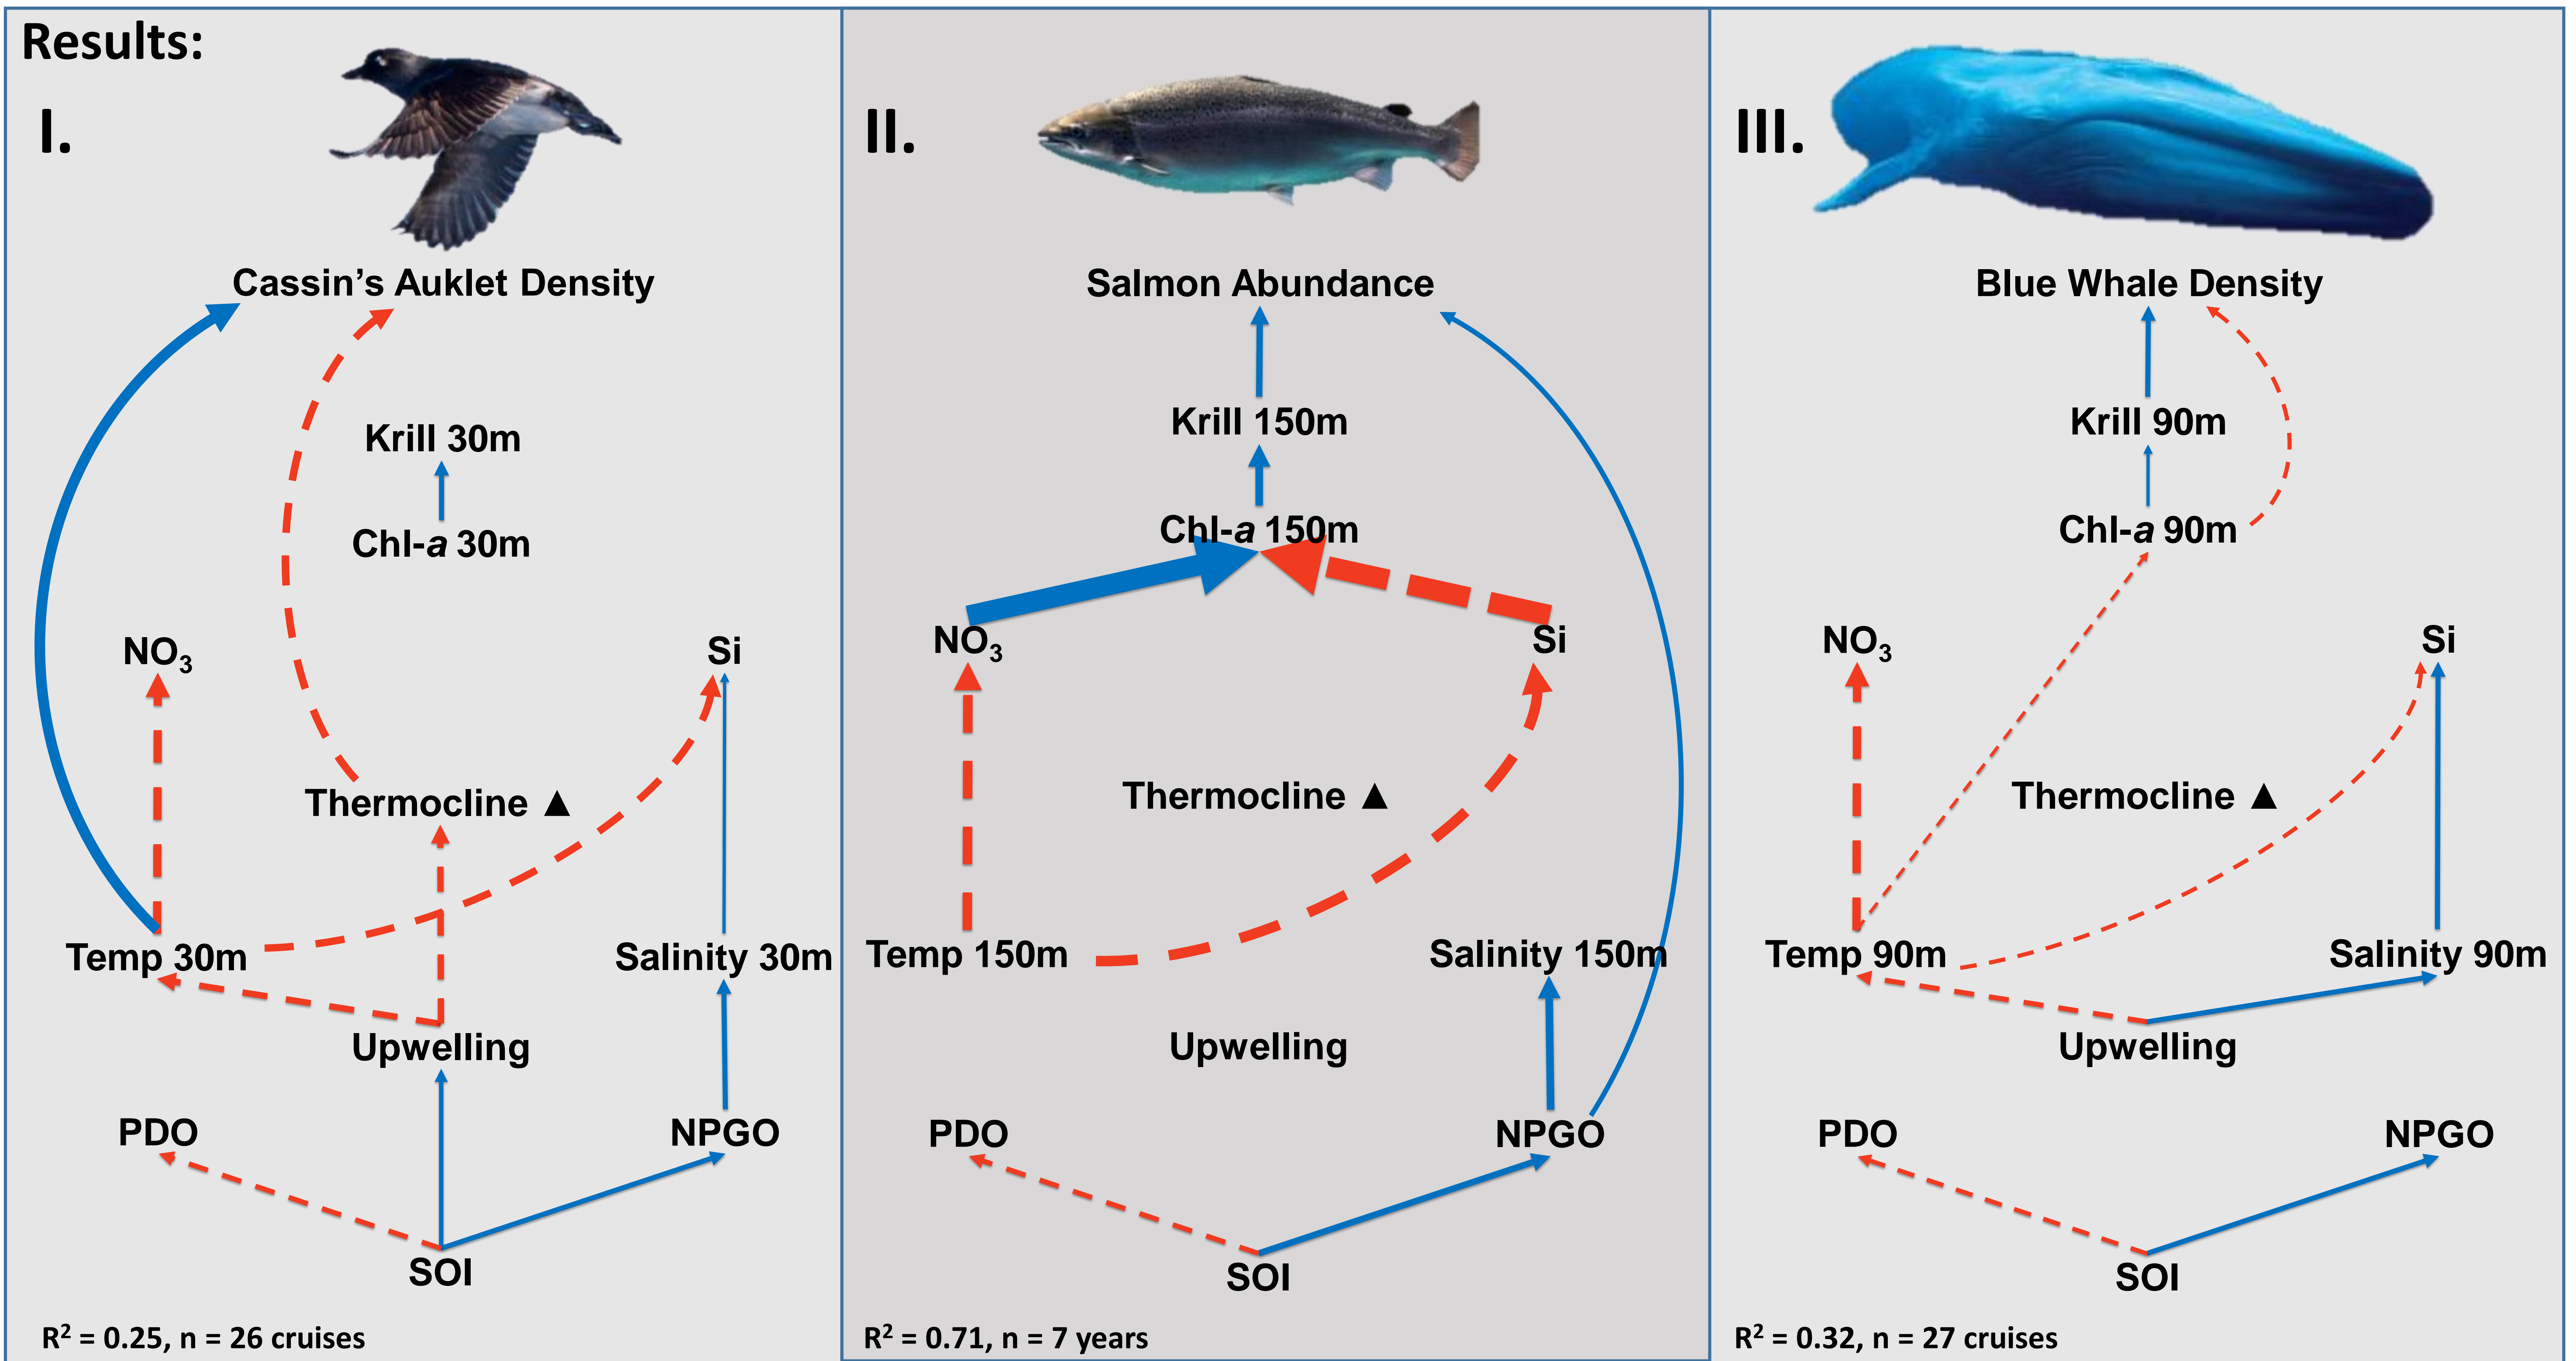 Results:
I.
Cassin’s Auklet Density
Krill 30m
Chl-a 30m
NO₃
Si
Thermocline ▲
Temp 30m
Salinity 30m
Upwelling
PDO
NPGO
SOI
R² = 0.25, n = 26 cruises
II.
Salmon Abundance
Krill 150m
Chl-a 150m
NO₃
Si
Thermocline ▲
Temp 150m
Salinity 150m
Upwelling
PDO
NPGO
SOI
R² = 0.71, n = 7 years
III.
Blue Whale Density
Krill 90m
Chl-a 90m
NO₃
Si
Thermocline ▲
Temp 90m
Salinity 90m
Upwelling
PDO
NPGO
SOI
R² = 0.32, n = 27 cruises